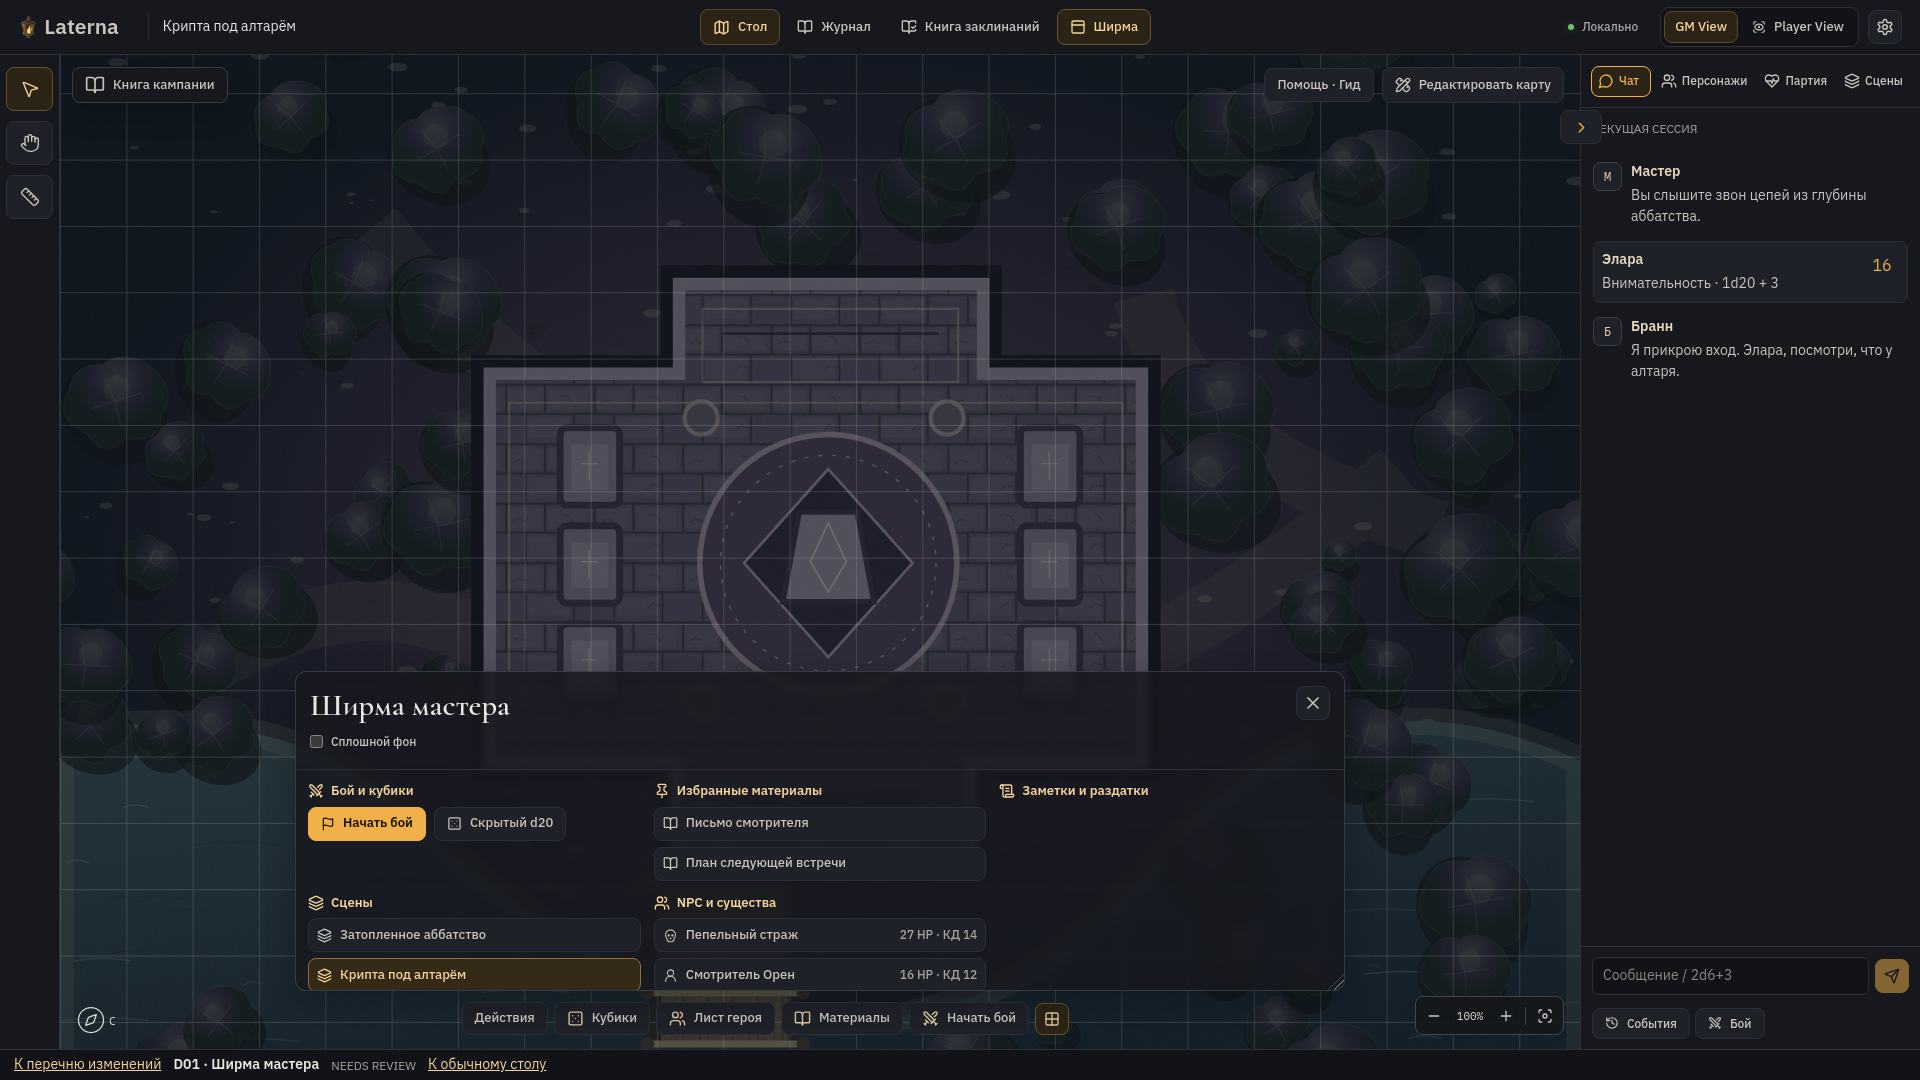 Laterna
Крипта под алтарём
Стол
Журнал
Книга заклинаний
Ширма
Локально
GM View
Player View
Книга кампании
Помощь · Гид
Редактировать карту
Чат
Персонажи
Партия
Сцены
ЕКУЩАЯ СЕССИЯ
М
Мастер
Вы слышите звон цепей из глубины
аббатства.
Элара
16
Внимательность · 1d20 + 3
Б
Бранн
Я прикрою вход. Элара, посмотри, что у
алтаря.
Ширма мастера
Сплошной фон
Бой и кубики
Начать бой
Скрытый d20
Избранные материалы
Письмо смотрителя
План следующей встречи
Заметки и раздатки
Сцены
Затопленное аббатство
Крипта под алтарём
NPC и существа
Пепельный страж
27 HP · КД 14
Смотритель Орен
16 HP · КД 12
С
Действия
Кубики
Лист героя
Материалы
Начать бой
100%
Сообщение / 2d6+3
События
Бой
К перечню изменений
D01 · Ширма мастера
NEEDS REVIEW
К обычному столу